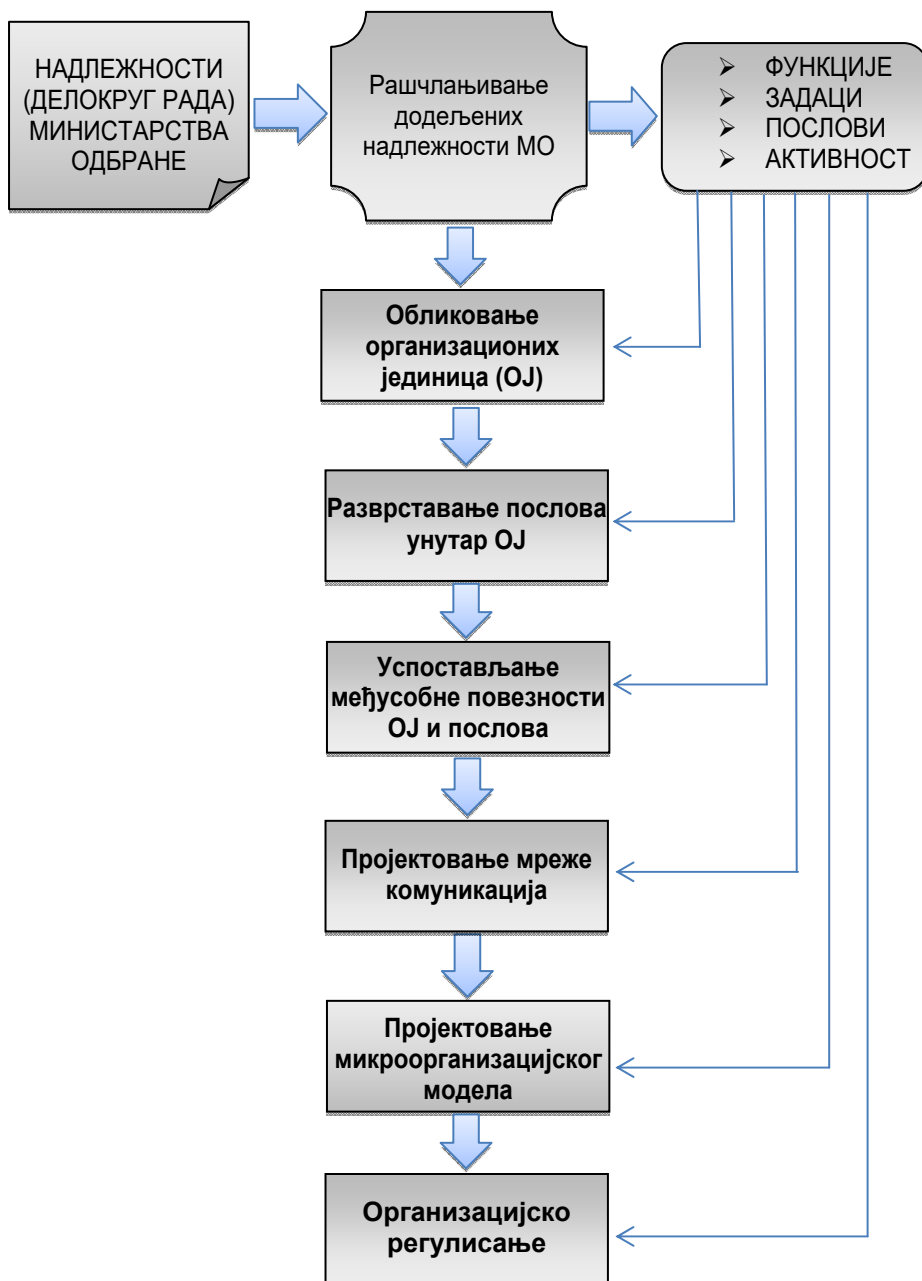 НАДЛЕЖНОСТИ
(ДЕЛОКРУГ РАДА)
МИНИСТАРСТВА
ОДБРАНЕ
Рашчлањивање
додељених
надлежности МО
➢ ФУНКЦИЈЕ
➢ ЗАДАЦИ
➢ ПОСЛОВИ
➢ АКТИВНОСТ
Обликовање
организационих
јединица (ОЈ)
Разврставање послова
унутар ОЈ
Успостављање
међусобне повезности
ОЈ и послова
Пројектовање мреже
комуникација
Пројектовање
микроорганизацијског
модела
Организацијско
регулисање